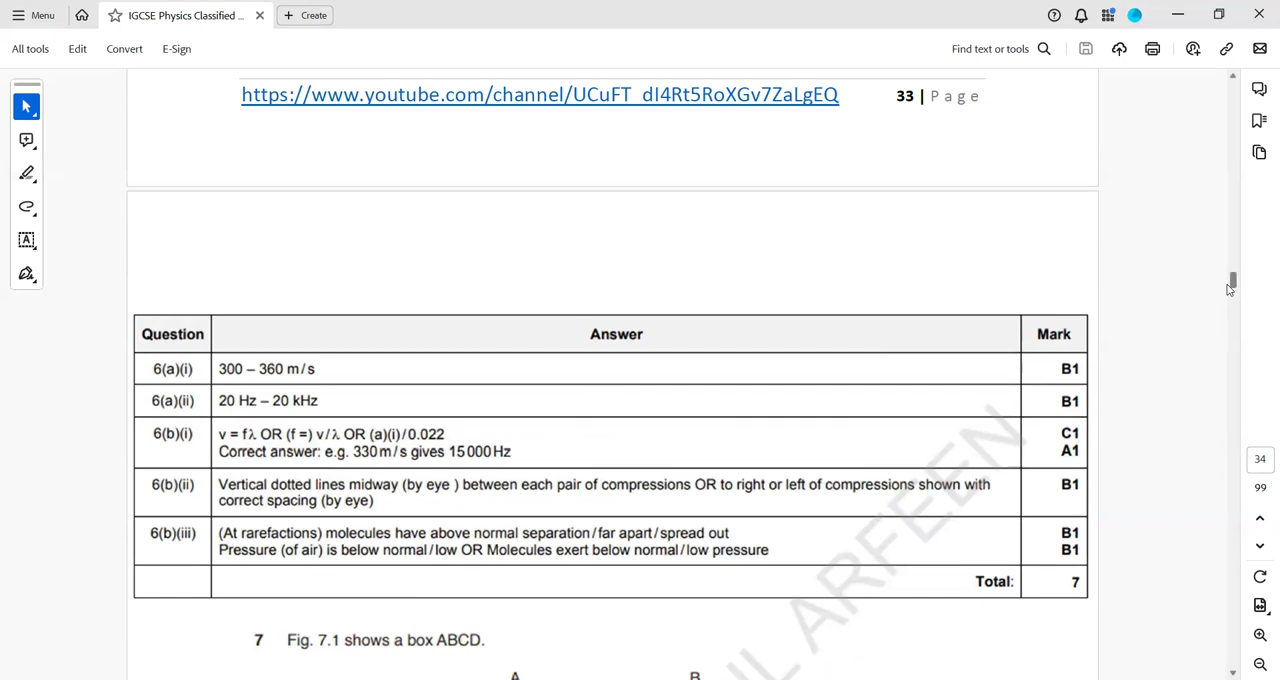 Menu
IGCSE Physics Classified ...
Create
All tools
Edit
Convert
E-Sign
Find text or tools
https://www.youtube.com/channel/UCuFT_dI4Rt5RoXGv7ZaLgEQ
33 | Page
Question Answer Mark
6(a)(i) 300 – 360 m/s B1
6(a)(ii) 20 Hz – 20 kHz B1
6(b)(i) v = fλ OR (f =) v/λ OR (a)(i)/0.022 C1
Correct answer: e.g. 330 m/s gives 15 000 Hz A1
6(b)(ii) Vertical dotted lines midway (by eye ) between each pair of compressions OR to right or left of compressions shown with B1
correct spacing (by eye)
6(b)(iii) (At rarefactions) molecules have above normal separation/far apart/spread out B1
Pressure (of air) is below normal/low OR Molecules exert below normal/low pressure B1
Total: 7
7 Fig. 7.1 shows a box ABCD.
A B
ARFEEN
34
99